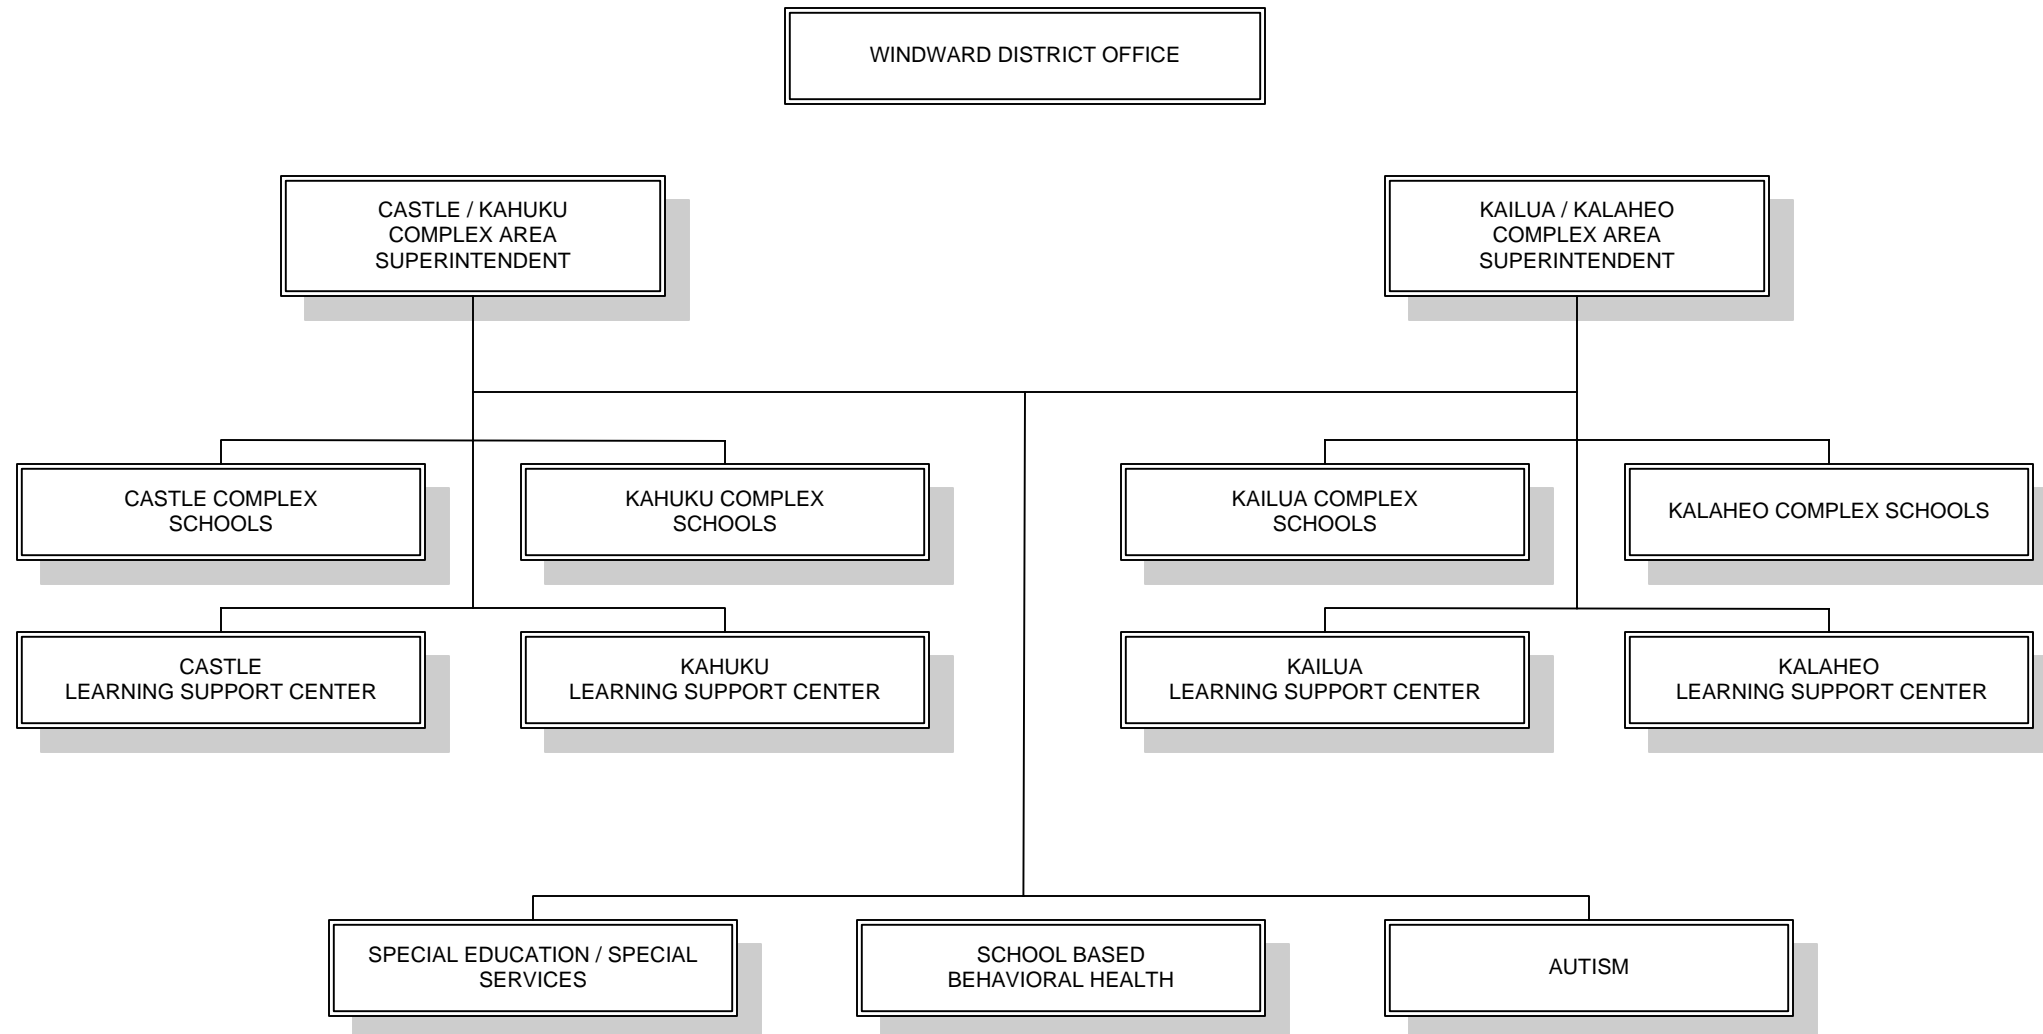 WINDWARD DISTRICT OFFICE
CASTLE / KAHUKU
COMPLEX AREA
SUPERINTENDENT
KAILUA / KALAHEO
COMPLEX AREA
SUPERINTENDENT
CASTLE COMPLEX
SCHOOLS
KAHUKU COMPLEX
SCHOOLS
KAILUA COMPLEX
SCHOOLS
KALAHEO COMPLEX SCHOOLS
CASTLE
LEARNING SUPPORT CENTER
KAHUKU
LEARNING SUPPORT CENTER
KAILUA
LEARNING SUPPORT CENTER
KALAHEO
LEARNING SUPPORT CENTER
SPECIAL EDUCATION / SPECIAL
SERVICES
SCHOOL BASED
BEHAVIORAL HEALTH
AUTISM